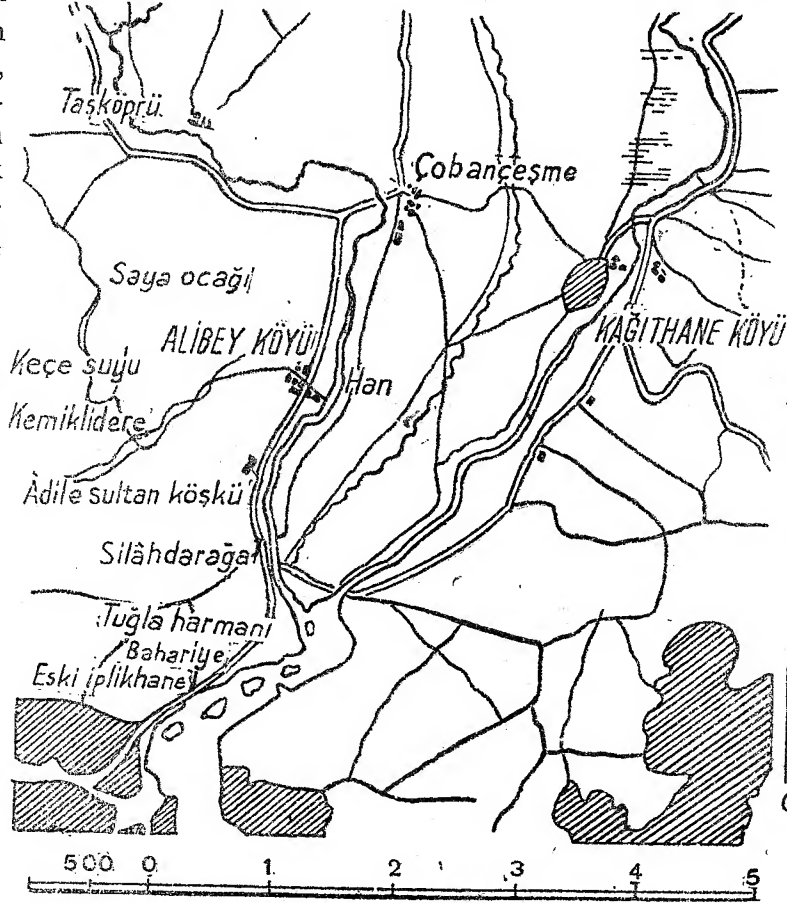 Taşköprü
Çobançeşme
Saya ocağı
ALİBEY KÖYÜ
KAĞITHANE KÖYÜ
Keçe suyu
Han
Kemiklidere
Âdile sultan köşkü
Silâhdarağa
Tuğla harmanı
Bahariye
Eski iplikhane
500 0 1 2 3 4 5